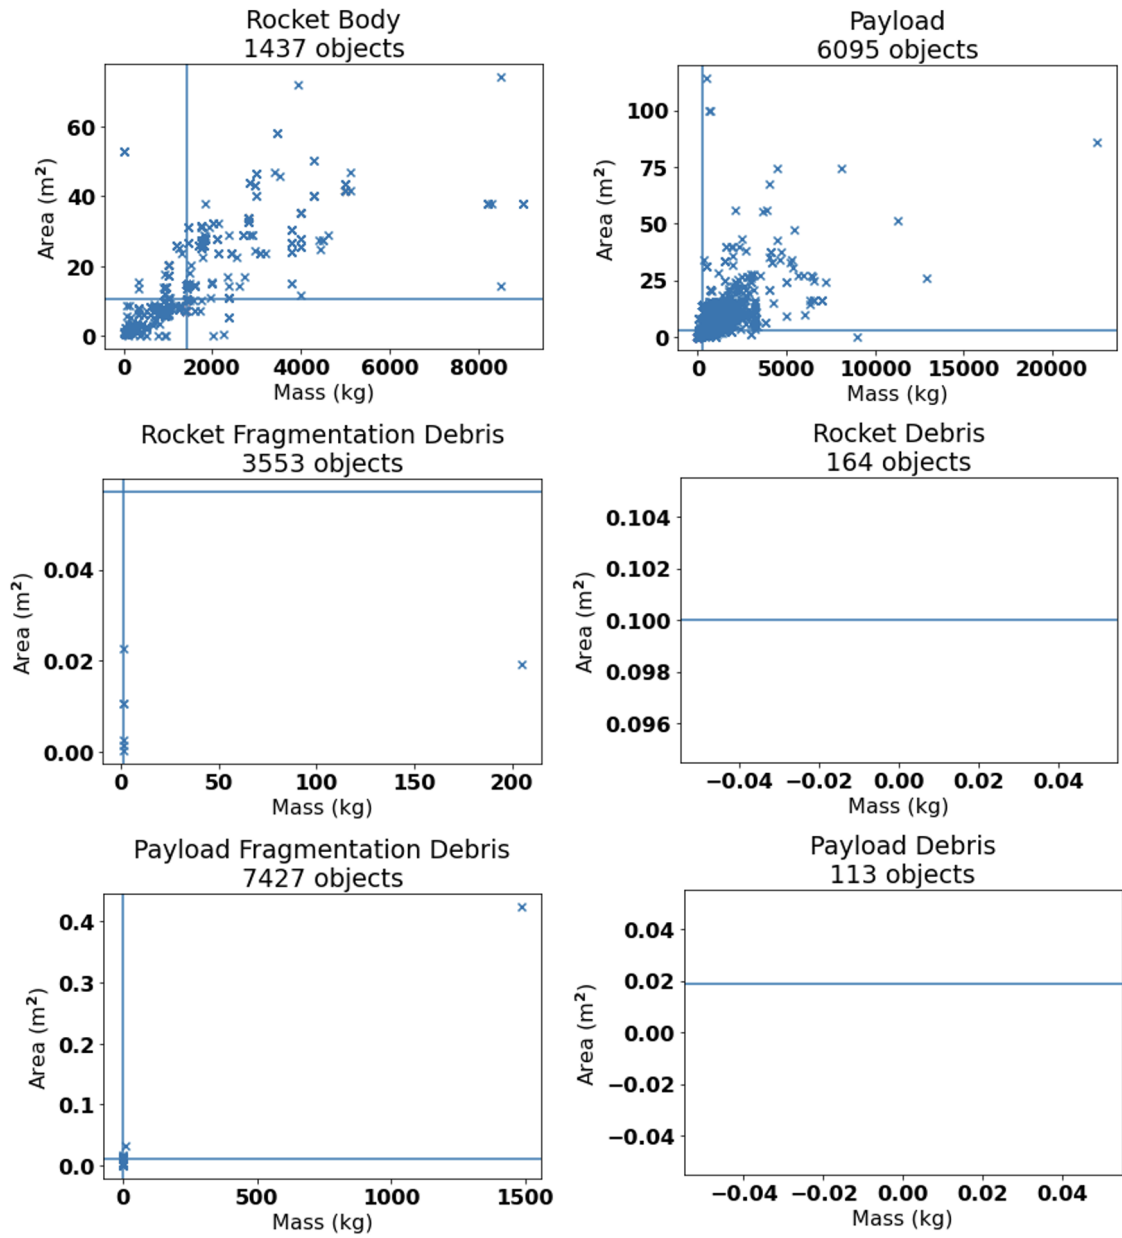 Rocket Body
1437 objects
60
40
20
0
Area (m²)
0 2000 4000 6000 8000
Mass (kg)
Payload
6095 objects
100
75
50
25
0
Area (m²)
0 5000 10000 15000 20000
Mass (kg)
Rocket Fragmentation Debris
3553 objects
0.04
0.02
0.00
Area (m²)
0 50 100 150 200
Mass (kg)
Rocket Debris
164 objects
0.104
0.102
0.100
0.098
0.096
Area (m²)
−0.04 −0.02 0.00 0.02 0.04
Mass (kg)
Payload Fragmentation Debris
7427 objects
0.4
0.3
0.2
0.1
0.0
Area (m²)
0 500 1000 1500
Mass (kg)
Payload Debris
113 objects
0.04
0.02
0.00
−0.02
−0.04
Area (m²)
−0.04 −0.02 0.00 0.02 0.04
Mass (kg)